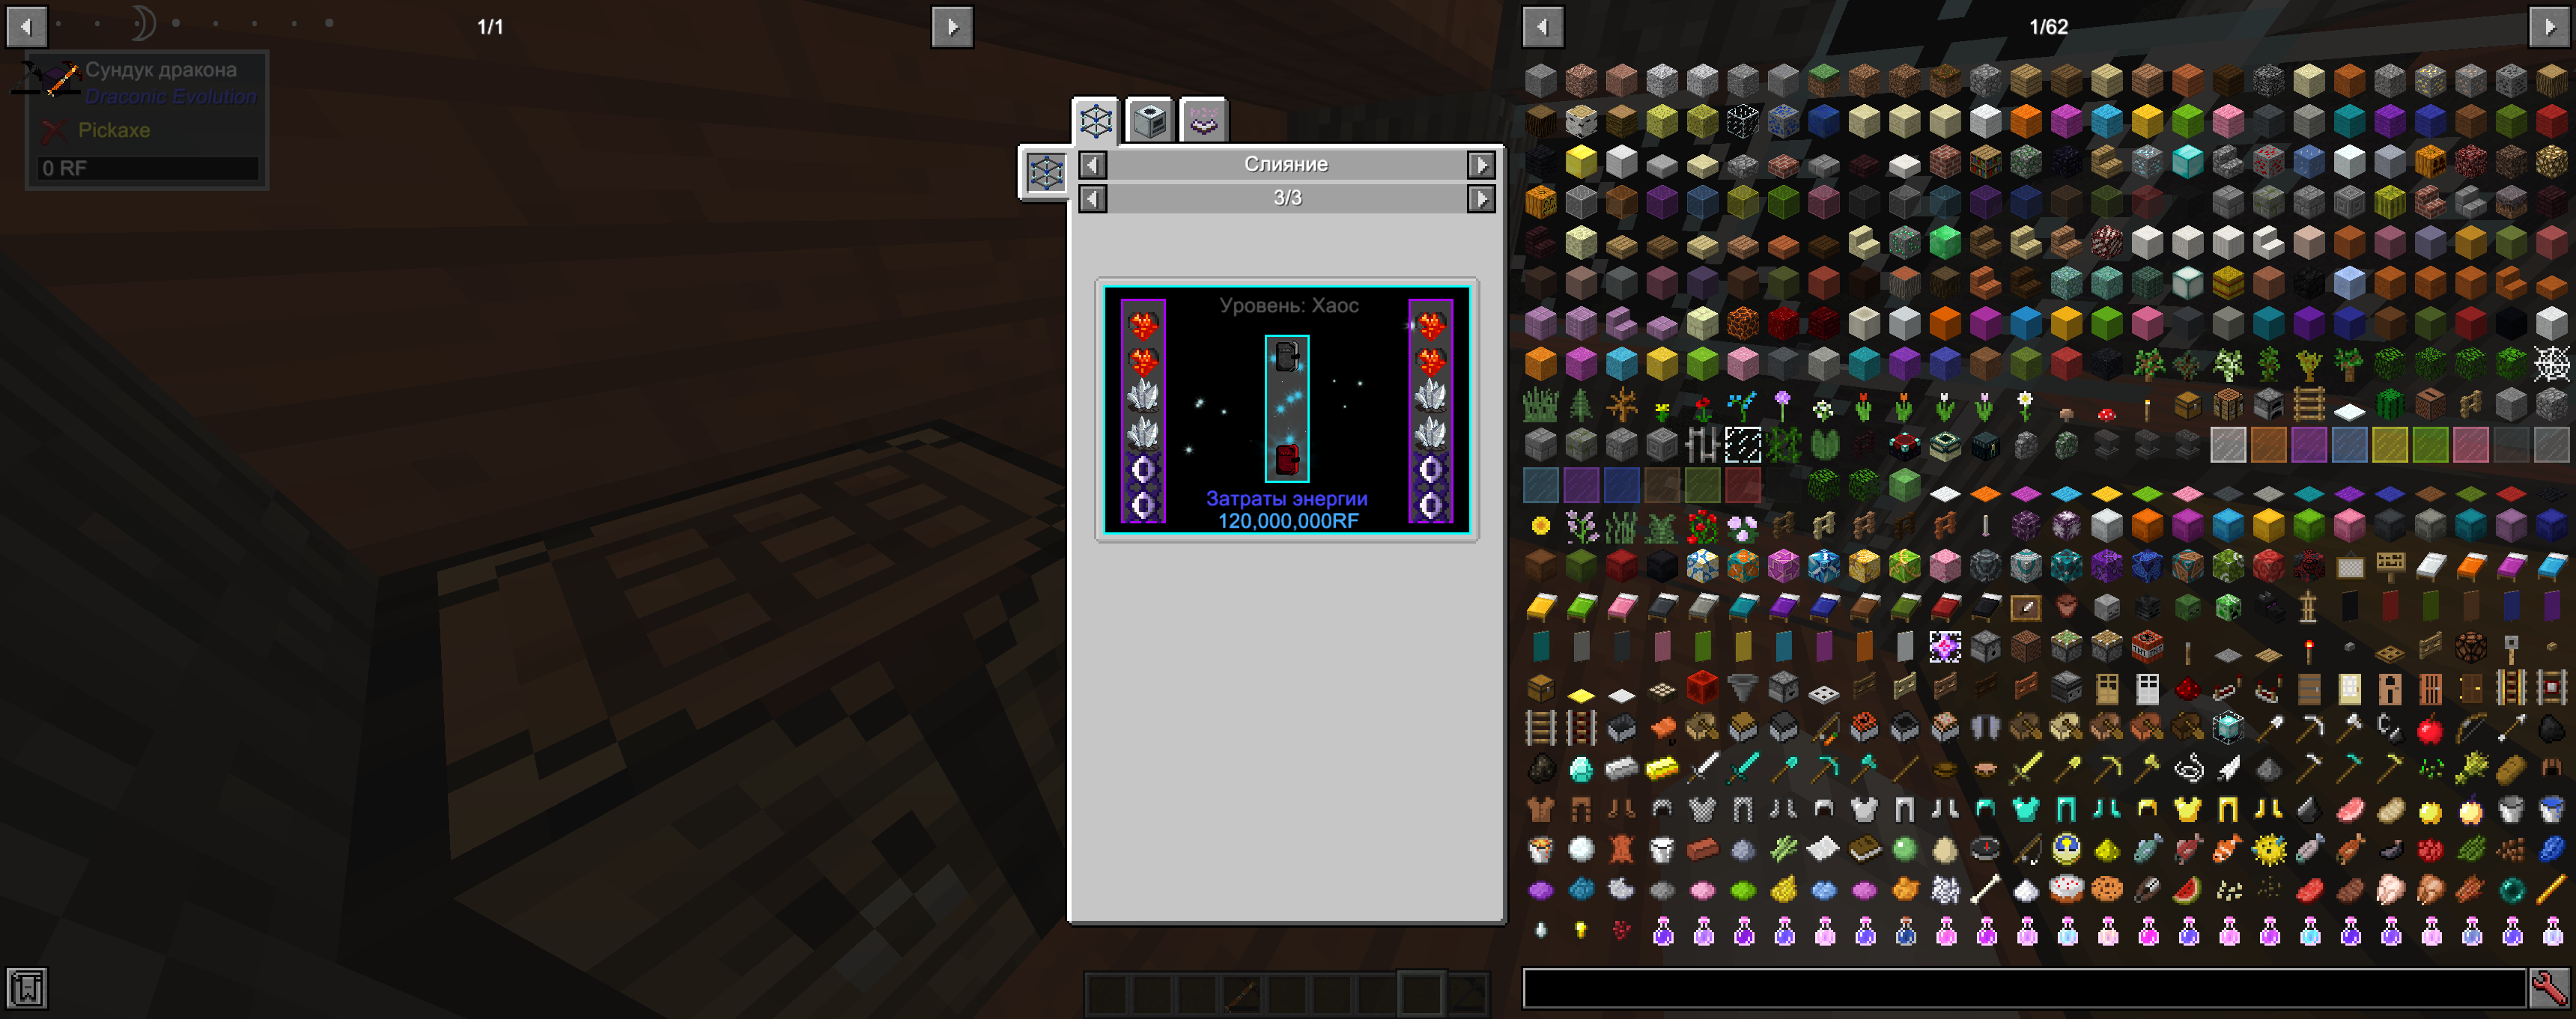 1/1
1/62
Сундук дракона
Draconic Evolution
Pickaxe
0 RF
Слияние
3/3
Уровень: Хаос
Затраты энергии
120,000,000RF